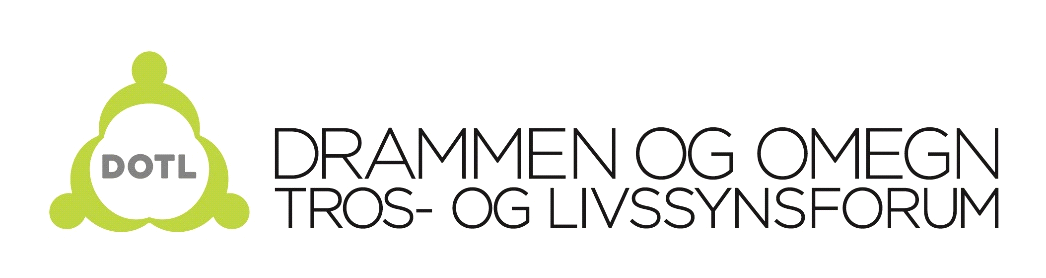 DOTL
DRAMMEN OG OMEGN
TROS- OG LIVSSYNSFORUM